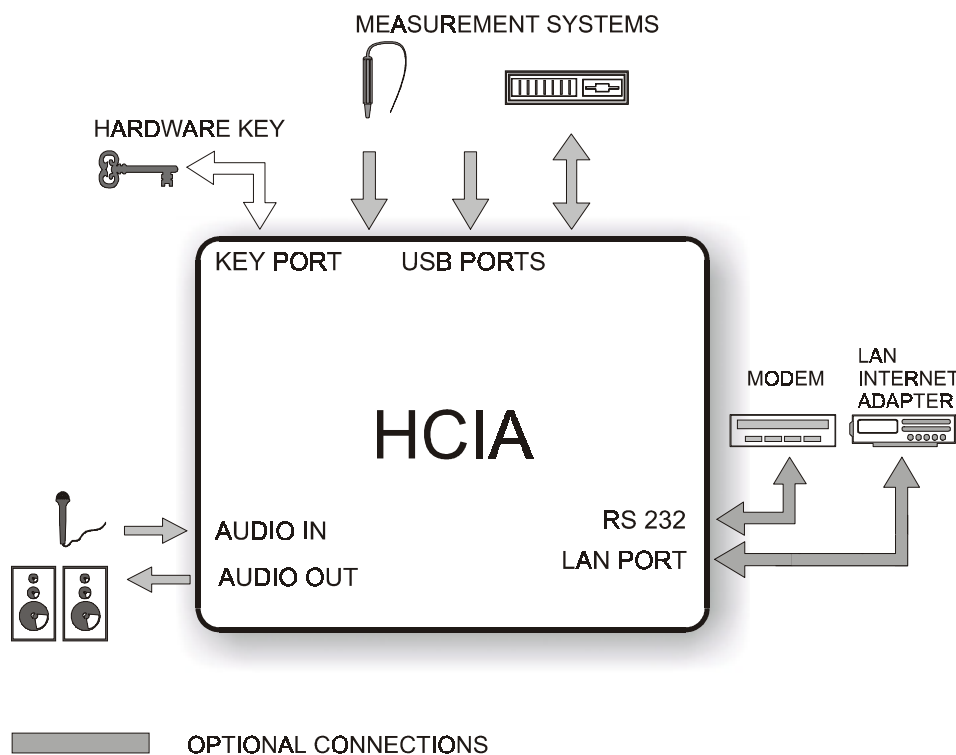 MEASUREMENT SYSTEMS
HARDWARE KEY
KEY PORT
USB PORTS
MODEM
LAN
INTERNET
ADAPTER
HCIA
AUDIO IN
RS 232
AUDIO OUT
LAN PORT
OPTIONAL CONNECTIONS